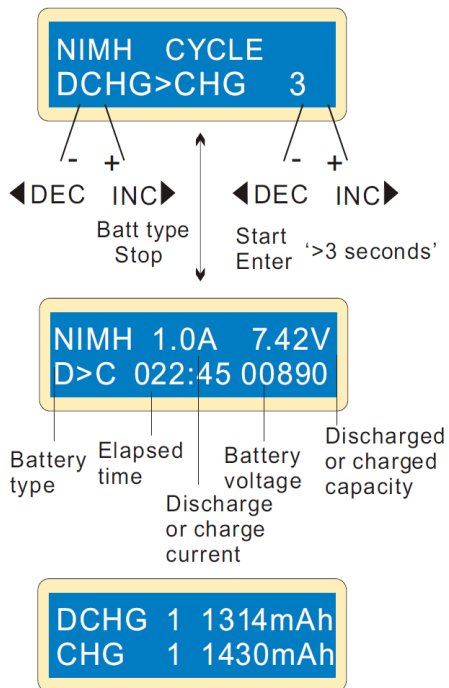 NIMH CYCLE
DCHG>CHG 3
- +
- +
◀DEC INC▶
◀DEC INC▶
Batt type
Stop
Start
Enter
‘>3 seconds’
NIMH 1.0A 7.42V
D>C 022:45 00890
Battery
type
Elapsed
time
Discharge
or charge
current
Battery
voltage
Discharged
or charged
capacity
DCHG 1 1314mAh
CHG 1 1430mAh